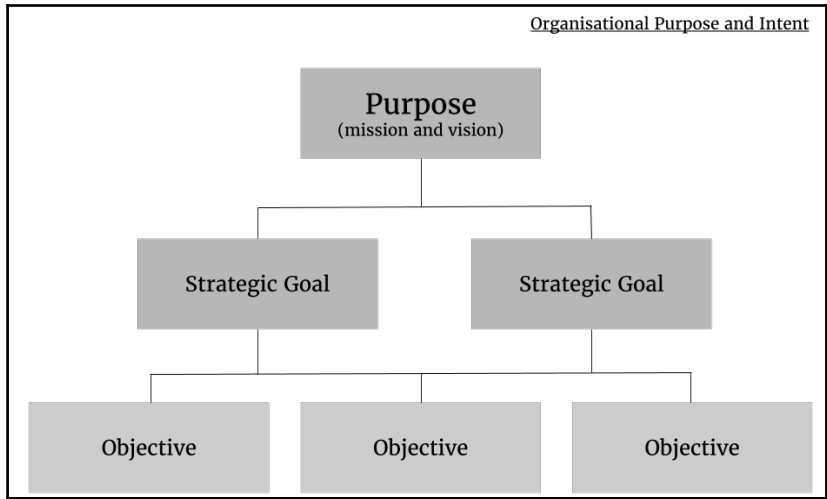 Organisational Purpose and Intent
Purpose
(mission and vision)
Strategic Goal
Strategic Goal
Objective
Objective
Objective